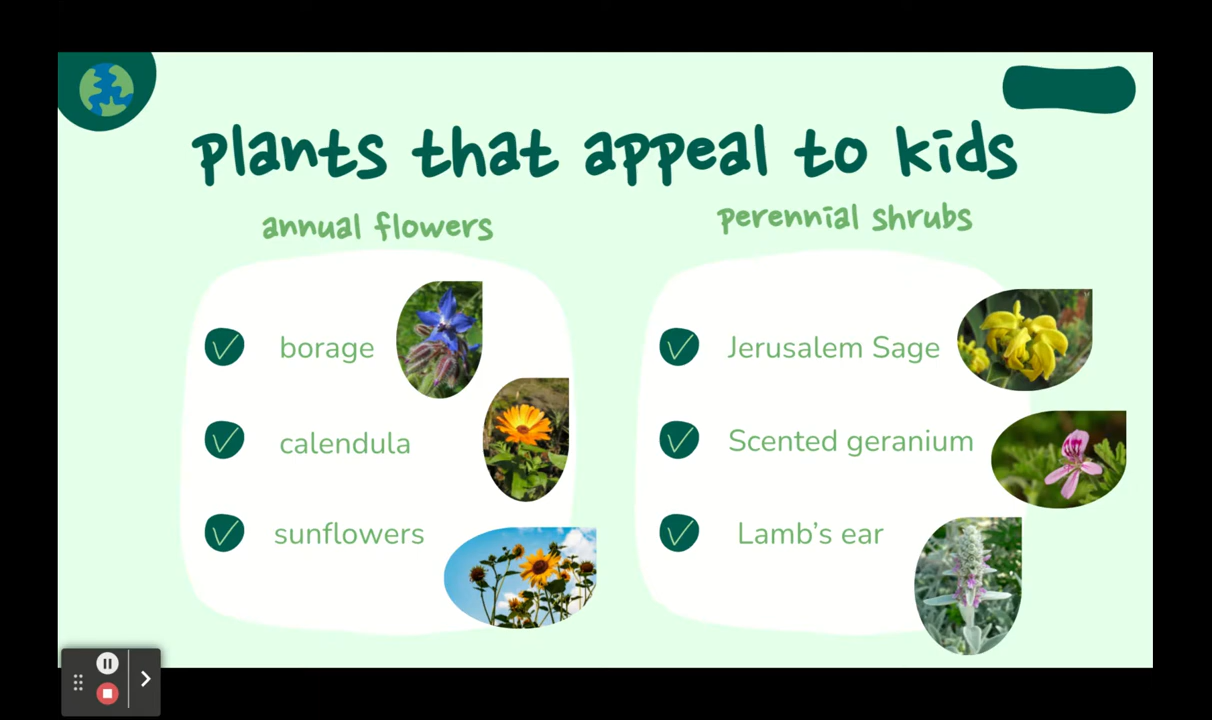 plants that appeal to kids
annual flowers
borage
calendula
sunflowers
perennial shrubs
Jerusalem Sage
Scented geranium
Lamb's ear